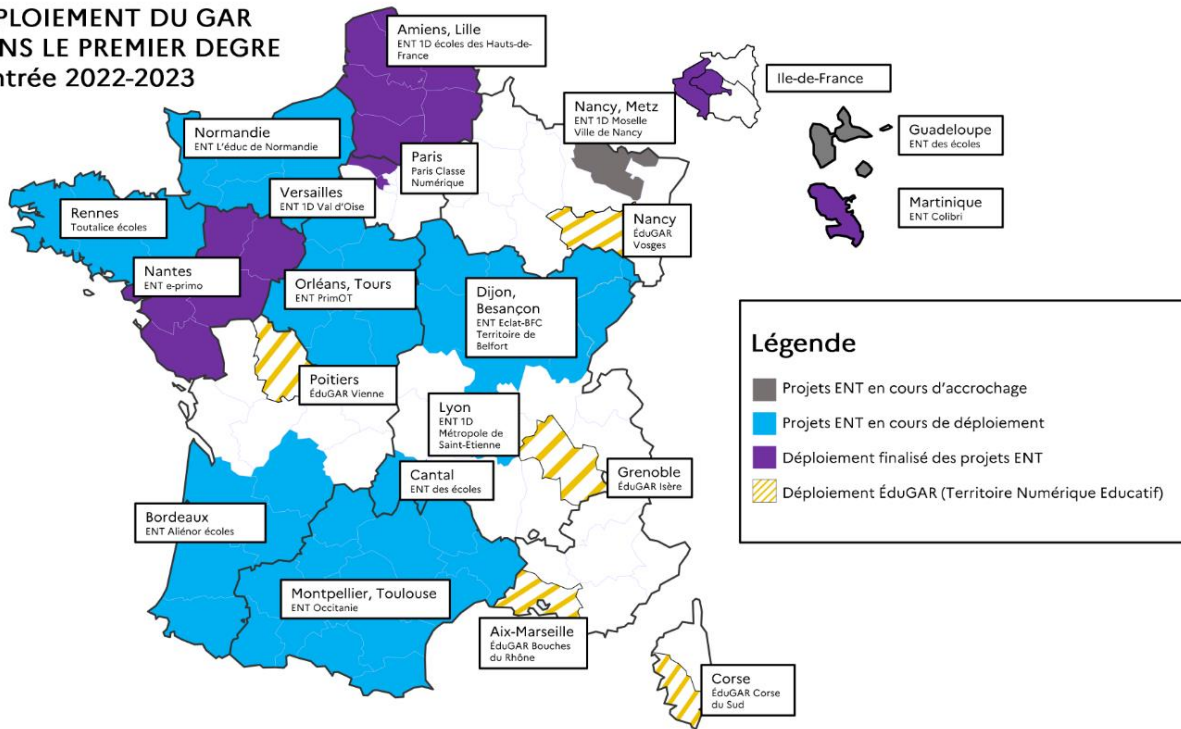 PLOIEMENT DU GAR
NS LE PREMIER DEGRE
ntrée 2022-2023
Amiens, Lille
ENT 1D écoles des Hauts-de-
France
Ile-de-France
Nancy, Metz
ENT 1D Moselle
Ville de Nancy
Guadeloupe
ENT des écoles
Normandie
ENT L'éduc de Normandie
Paris
Paris Classe
Numérique
Martinique
ENT Colibri
Versailles
ENT 1D Val d'Oise
Rennes
Toutatice écoles
Nancy
ÉduGAR
Vosges
Nantes
ENT e-primo
Orléans, Tours
ENT PrimOT
Dijon,
Besançon
ENT Eclat-BFC
Territoire de
Belfort
Poitiers
ÉduGAR Vienne
Lyon
ENT 1D
Métropole de
Saint-Etienne
Grenoble
ÉduGAR Isère
Cantal
ENT des écoles
Bordeaux
ENT Aliénor écoles
Montpellier, Toulouse
ENT Occitanie
Aix-Marseille
ÉduGAR Bouches
du Rhône
Corse
ÉduGAR Corse
du Sud
Légende
Projets ENT en cours d'accrochage
Projets ENT en cours de déploiement
Déploiement finalisé des projets ENT
Déploiement ÉduGAR (Territoire Numérique Educatif)